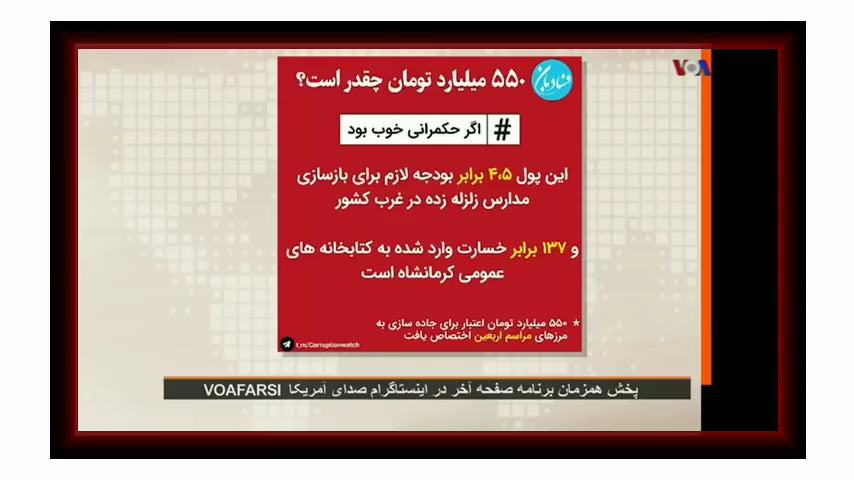 VOA
فسادبان
۵۵۰ میلیارد تومان چقدر است؟
# اگر حکمرانی خوب بود
این پول ۴،۵ برابر بودجه لازم برای بازسازی
مدارس زلزله زده در غرب کشور
و ۱۳۷ برابر خسارت وارد شده به کتابخانه های
عمومی کرمانشاه است
* ۵۵۰ میلیارد تومان اعتبار برای جاده سازی به
مرزهای مراسم اربعین اختصاص یافت
t.m/Corruptionwatch
پخش همزمان برنامه صفحه آخر در اینستاگرام صدای آمریکا VOAFARSI